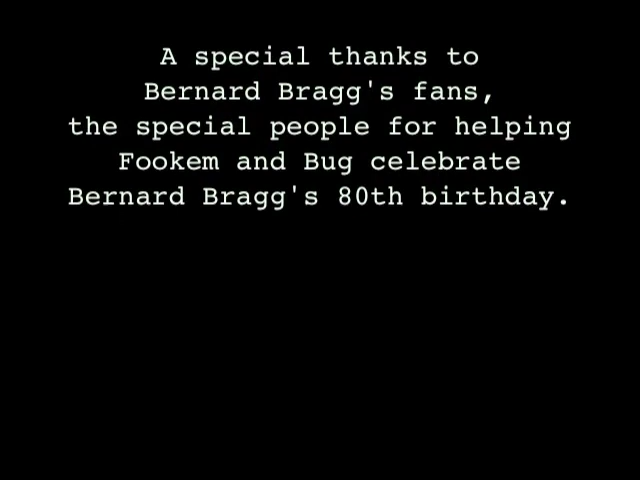 A special thanks to
Bernard Bragg's fans,
the special people for helping
Fookem and Bug celebrate
Bernard Bragg's 80th birthday.